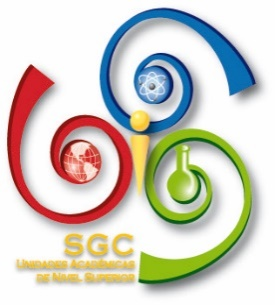 SGC
UNIDADES ACADÉMICAS
DE NIVEL SUPERIOR